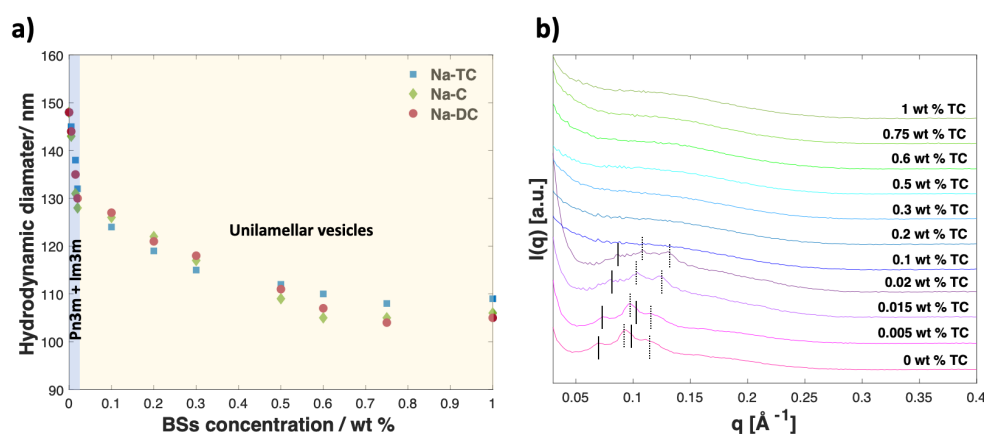 a)
160
150
140
130
120
110
100
90
Hydrodynamic diamater/ nm
Na-TC
Na-C
Na-DC
Pn3m + Im3m
Unilamellar vesicles
0 0.1 0.2 0.3 0.4 0.5 0.6 0.7 0.8 0.9 1
BSs concentration / wt %
b)
I(q) [a.u.]
1 wt % TC
0.75 wt % TC
0.6 wt % TC
0.5 wt % TC
0.3 wt % TC
0.2 wt % TC
0.1 wt % TC
0.02 wt % TC
0.015 wt % TC
0.005 wt % TC
0 wt % TC
0.05 0.1 0.15 0.2 0.25 0.3 0.35 0.4
q [Å -1]